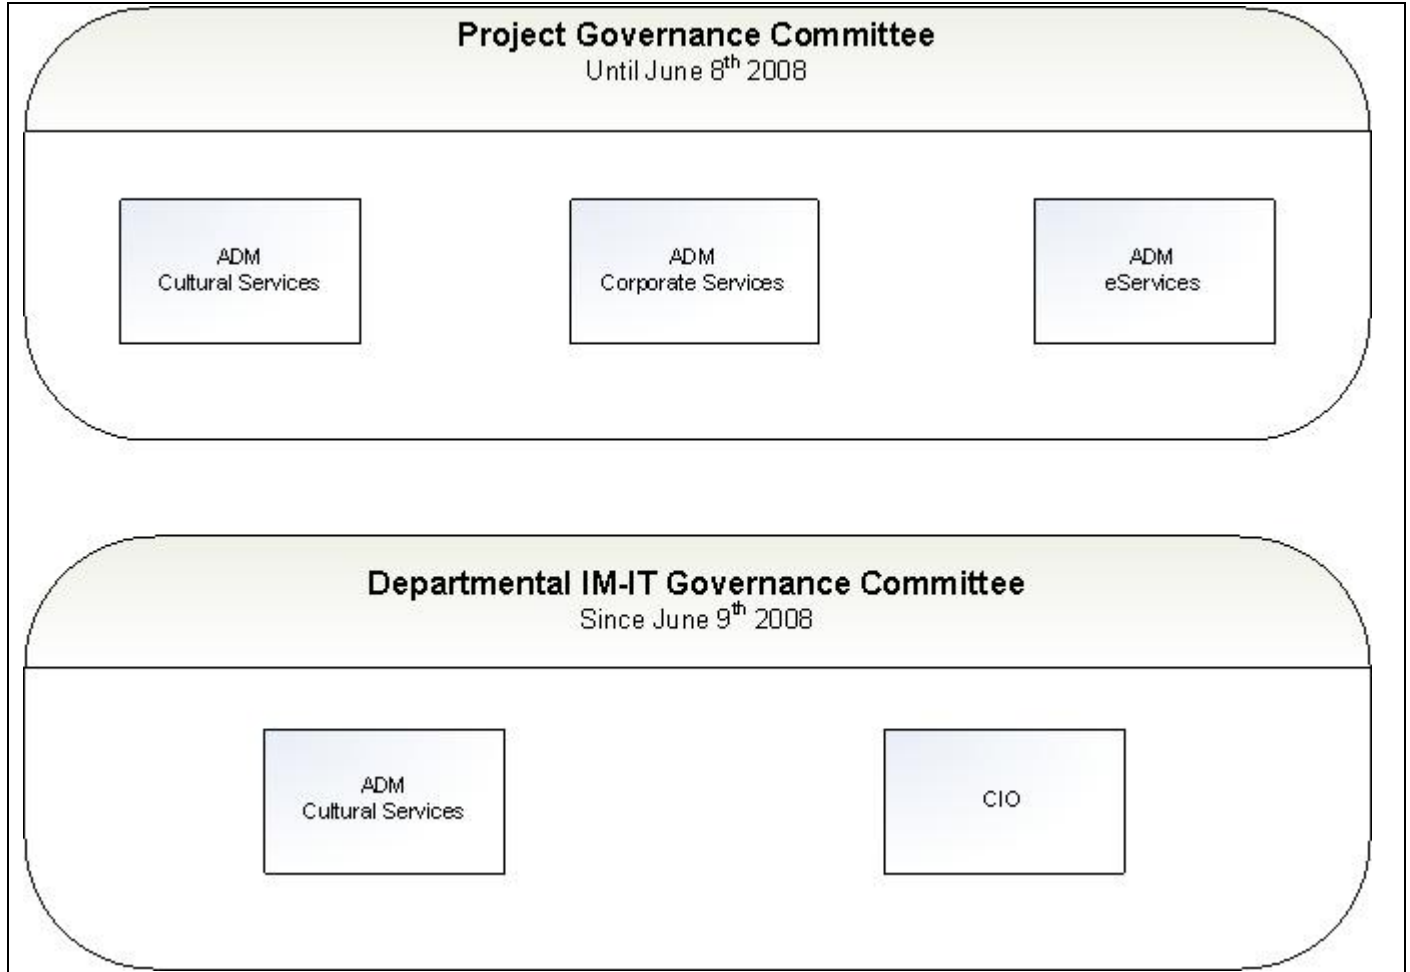 Project Governance Committee
Until June 8th 2008
ADM
Cultural Services
ADM
Corporate Services
ADM
eServices
Departmental IM-IT Governance Committee
Since June 9th 2008
ADM
Cultural Services
CIO